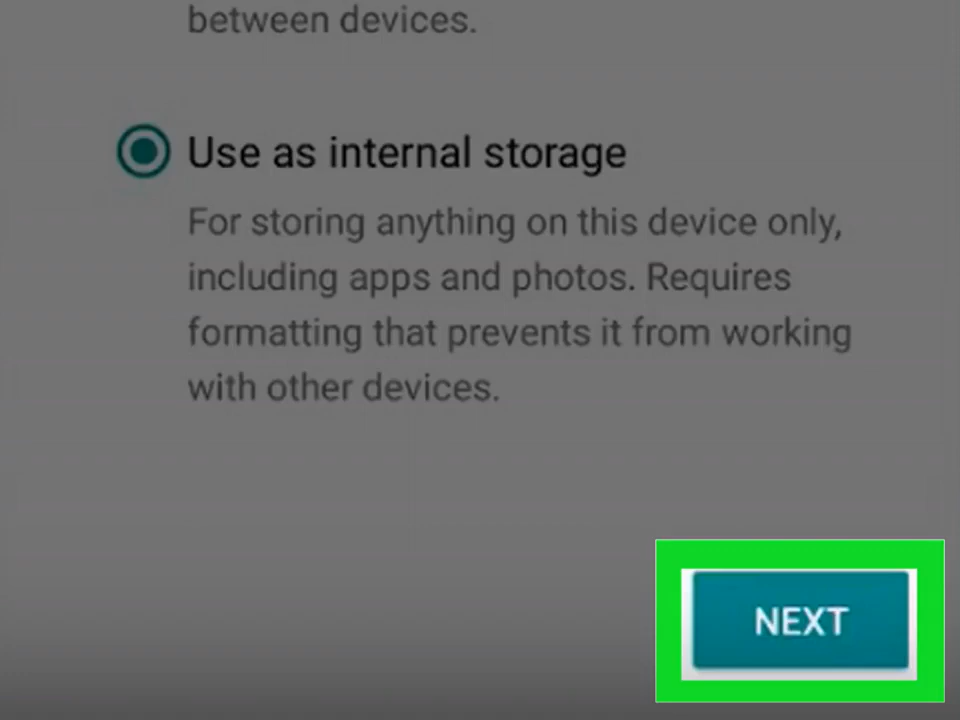 between devices.
Use as internal storage
For storing anything on this device only,
including apps and photos. Requires
formatting that prevents it from working
with other devices.
NEXT